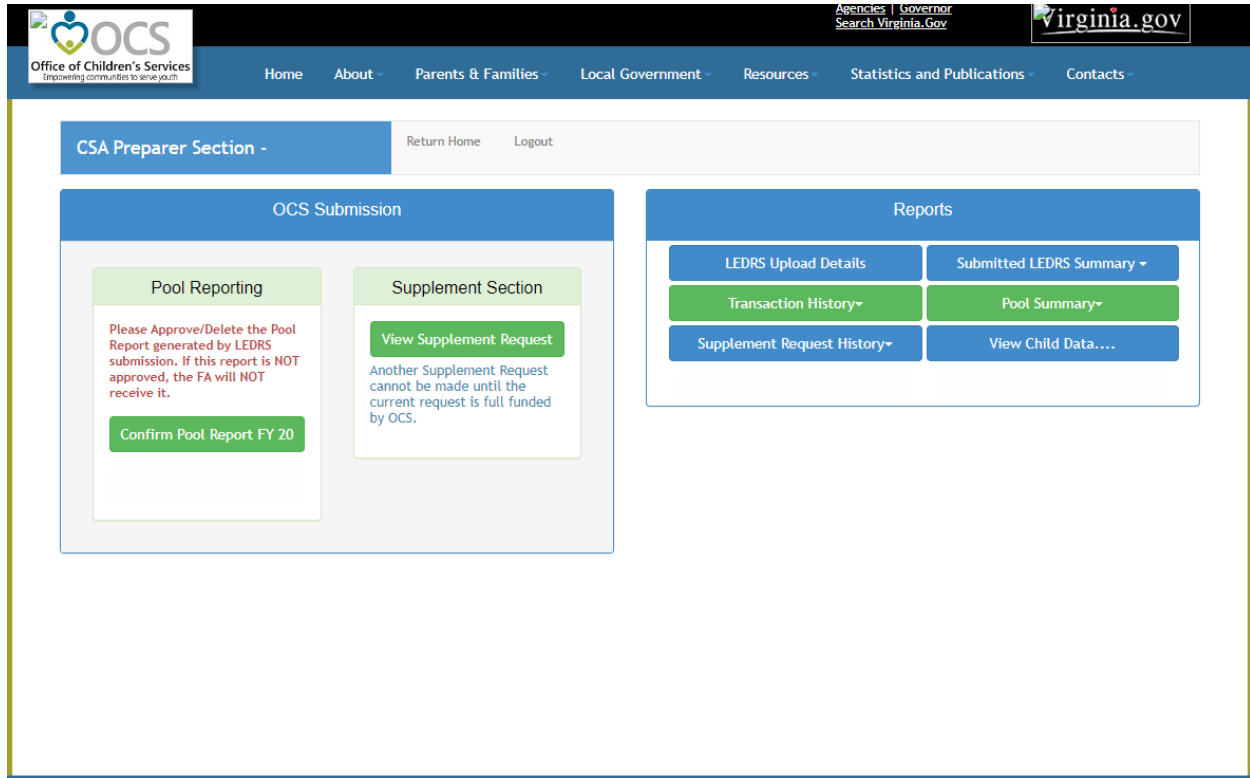 Agencies | Governor
Search Virginia.Gov
Virginia.gov
OCS
Office of Children's Services
Empowering communities to serve youth
Home About Parents & Families Local Government Resources Statistics and Publications Contacts
CSA Preparer Section -
Return Home Logout
OCS Submission
Pool Reporting
Please Approve/Delete the Pool
Report generated by LEDRS
submission. If this report is NOT
approved, the FA will NOT
receive it.
Confirm Pool Report FY 20
Supplement Section
View Supplement Request
Another Supplement Request
cannot be made until the
current request is full funded
by OCS.
Reports
LEDRS Upload Details
Submitted LEDRS Summary
Transaction History
Pool Summary
Supplement Request History
View Child Data....